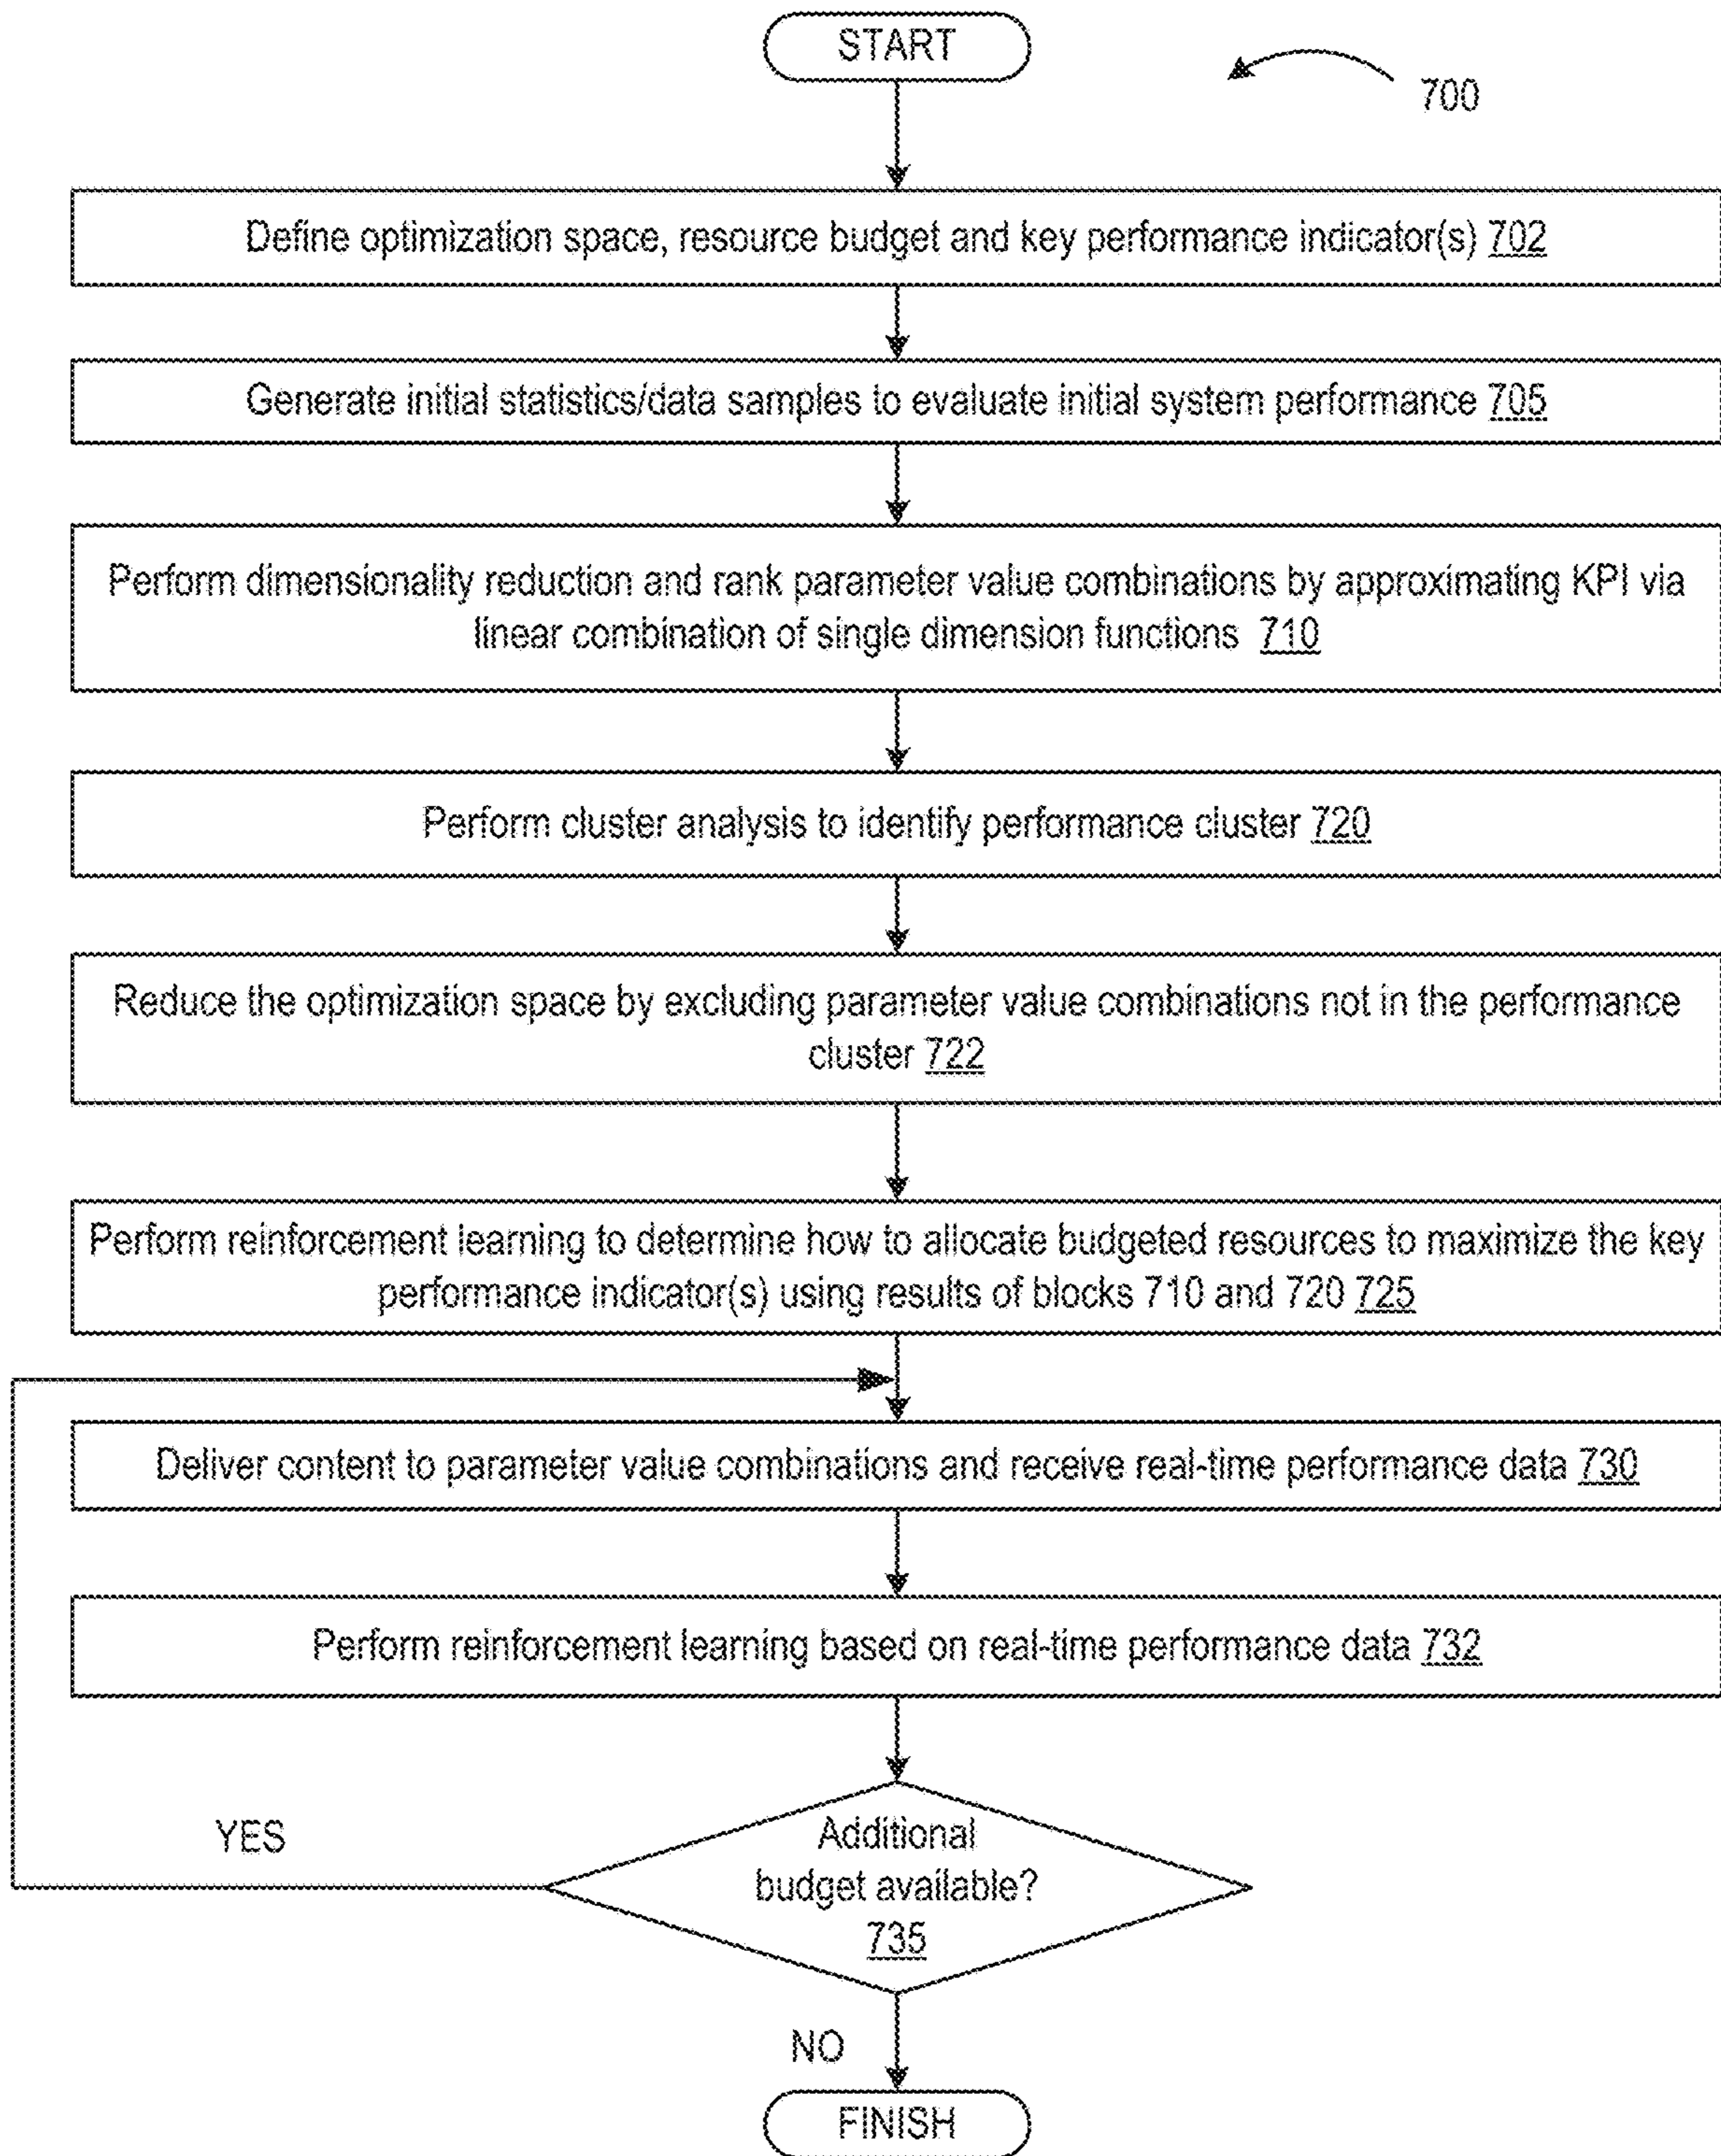 START
700
Define optimization space, resource budget and key performance indicator(s) 702
Generate initial statistics/data samples to evaluate initial system performance 705
Perform dimensionality reduction and rank parameter value combinations by approximating KPI via
linear combination of single dimension functions 710
Perform cluster analysis to identify performance cluster 720
Reduce the optimization space by excluding parameter value combinations not in the performance
cluster 722
Perform reinforcement learning to determine how to allocate budgeted resources to maximize the key
performance indicator(s) using results of blocks 710 and 720 725
Deliver content to parameter value combinations and receive real-time performance data 730
Perform reinforcement learning based on real-time performance data 732
YES
Additional
budget available?
735
NO
FINISH